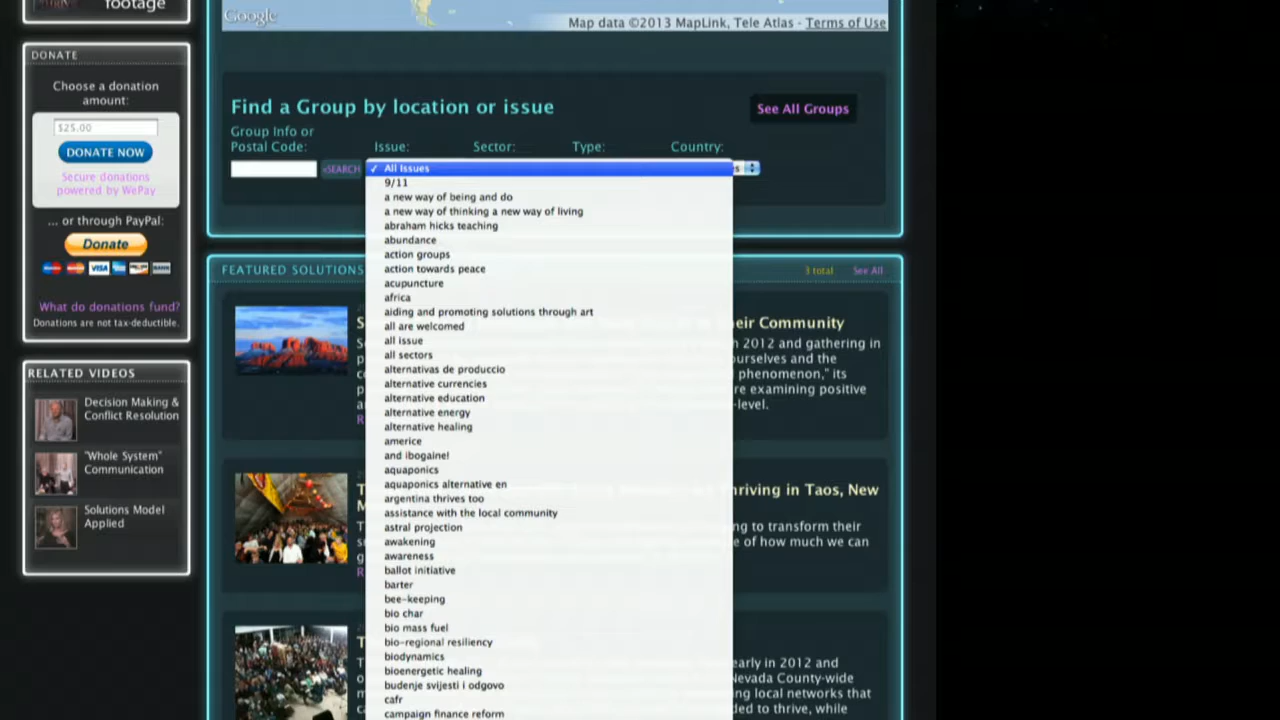 footage
Google
Map data ©2013 MapLink, Tele Atlas - Terms of Use
DONATE
Choose a donation
amount:
$25.00
DONATE NOW
Secure donations
powered by WePay
... or through PayPal:
Donate
VISA
What do donations fund?
Donations are not tax-deductible.
RELATED VIDEOS
Decision Making &
Conflict Resolution
"Whole System"
Communication
Solutions Model
Applied
Find a Group by location or issue
See All Groups
Group Info or
Postal Code:
Issue:
Sector:
Type:
Country:
«SEARCH
✓ All Issues
9/11
a new way of being and do
a new way of thinking a new way of living
abraham hicks teaching
abundance
action groups
action towards peace
acupuncture
africa
aiding and promoting solutions through art
all are welcomed
all issue
all sectors
alternativas de produccio
alternative currencies
alternative education
alternative energy
alternative healing
americe
and ibogaine!
aquaponics
aquaponics alternative en
argentina thrives too
assistance with the local community
astral projection
awakening
awareness
ballot initiative
barter
bee-keeping
bio char
bio mass fuel
bio-regional resiliency
biodynamics
bioenergetic healing
budenje svijesti i odgovo
cafr
campaign finance reform
FEATURED SOLUTIONS
3 total
See All
eir Community
2012 and gathering in
ourselves and the
phenomenon," its
re examining positive
-level.
hriving in Taos, New
ng to transform their
e of how much we can
early in 2012 and
Nevada County-wide
ng local networks that
ded to thrive, while